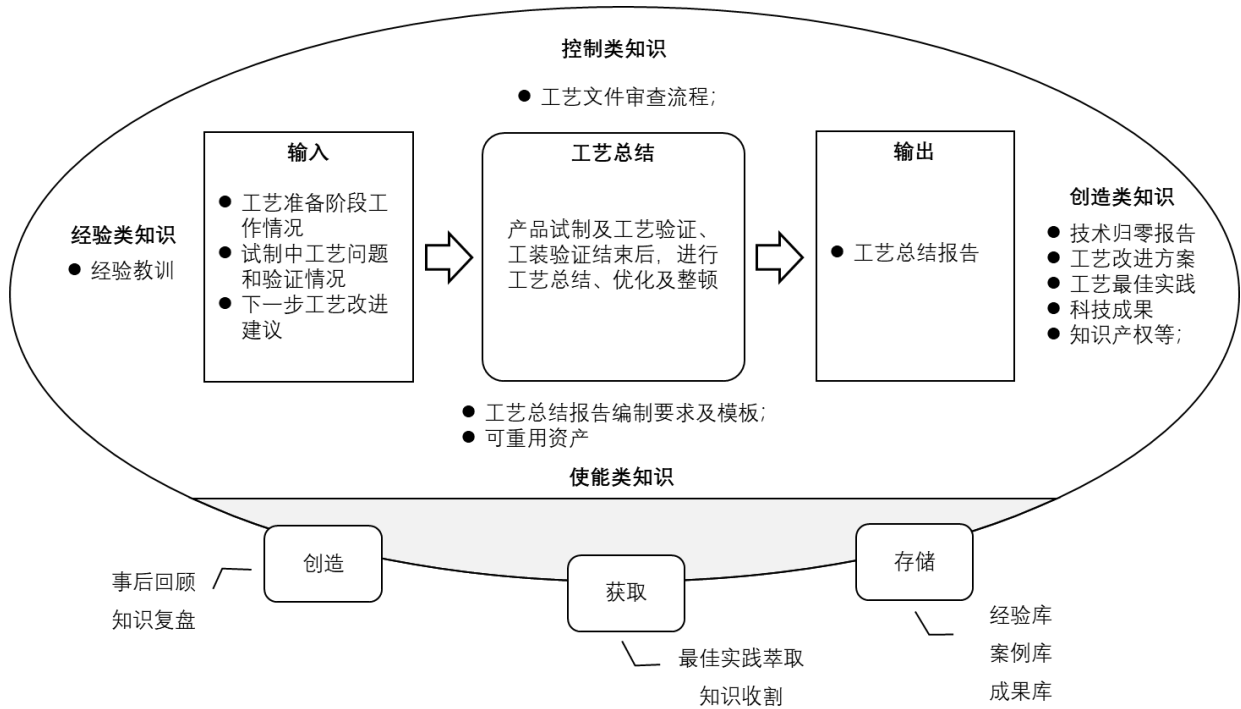 控制类知识
● 工艺文件审查流程;
输入
● 工艺准备阶段工
作情况
● 试制中工艺问题
和验证情况
● 下一步工艺改进
建议
工艺总结
产品试制及工艺验证、
工装验证结束后，进行
工艺总结、优化及整顿
输出
● 工艺总结报告
经验类知识
● 经验教训
创造类知识
● 技术归零报告
● 工艺改进方案
● 工艺最佳实践
● 科技成果
● 知识产权等;
● 工艺总结报告编制要求及模板;
● 可重用资产
使能类知识
创造
事后回顾
知识复盘
获取
最佳实践萃取
知识收割
存储
经验库
案例库
成果库